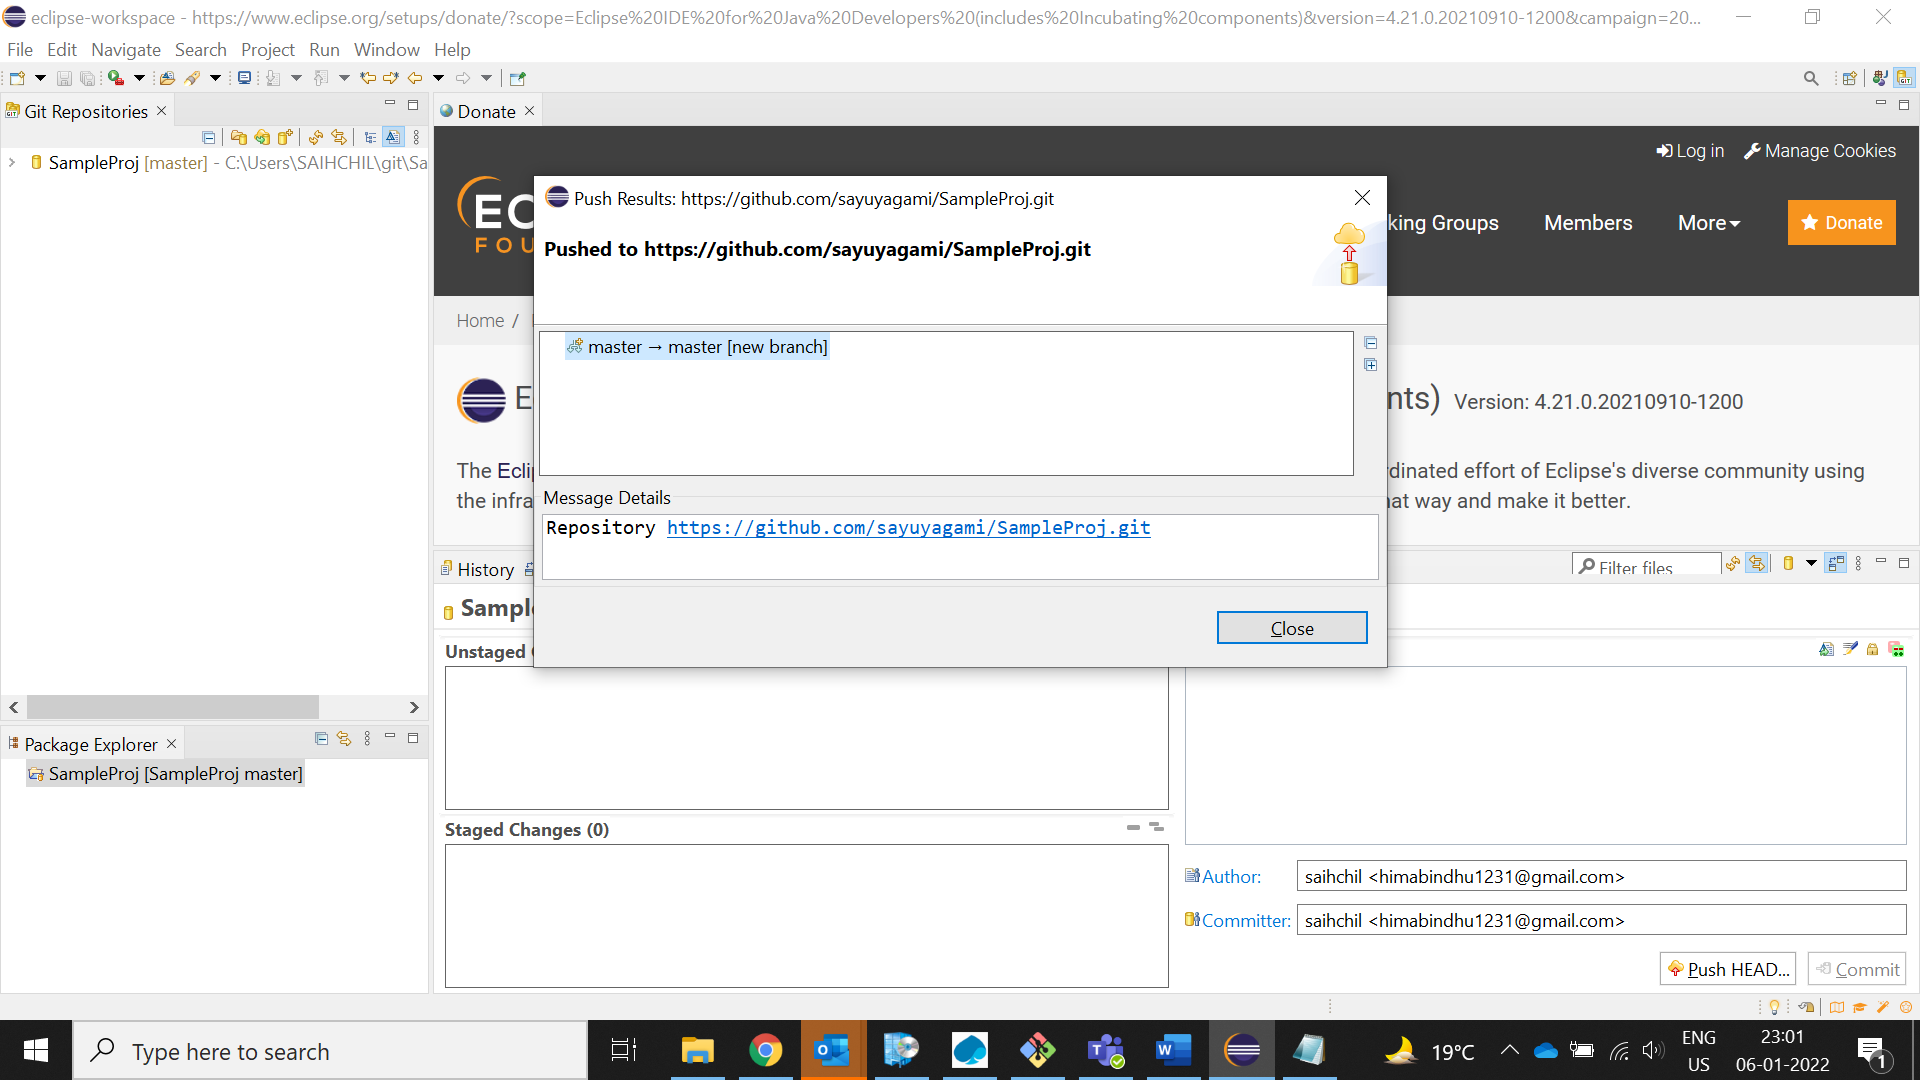 eclipse-workspace - https://www.eclipse.org/setups/donate/?scope=Eclipse%20IDE%20for%20Java%20Developers%20(includes%20Incubating%20components)&version=4.21.0.20210910-1200&campaign=20...
File Edit Navigate Search Project Run Window Help
Git Repositories
SampleProj [master] - C:\Users\SAIHCHIL\git\Sa
Donate
Log in Manage Cookies
EC
FOU
king Groups Members More Donate
Home /
Push Results: https://github.com/sayuyagami/SampleProj.git
Pushed to https://github.com/sayuyagami/SampleProj.git
master → master [new branch]
E
nts) Version: 4.21.0.20210910-1200
The Ecli
rdinated effort of Eclipse's diverse community using
the infra
at way and make it better.
Message Details
Repository https://github.com/sayuyagami/SampleProj.git
Close
History
Filter files
Sampl
Unstaged
Package Explorer
SampleProj [SampleProj master]
Staged Changes (0)
Author: saihchil <himabindhu1231@gmail.com>
Committer: saihchil <himabindhu1231@gmail.com>
Push HEAD... Commit
Type here to search
19°C
ENG
US
23:01
06-01-2022
1